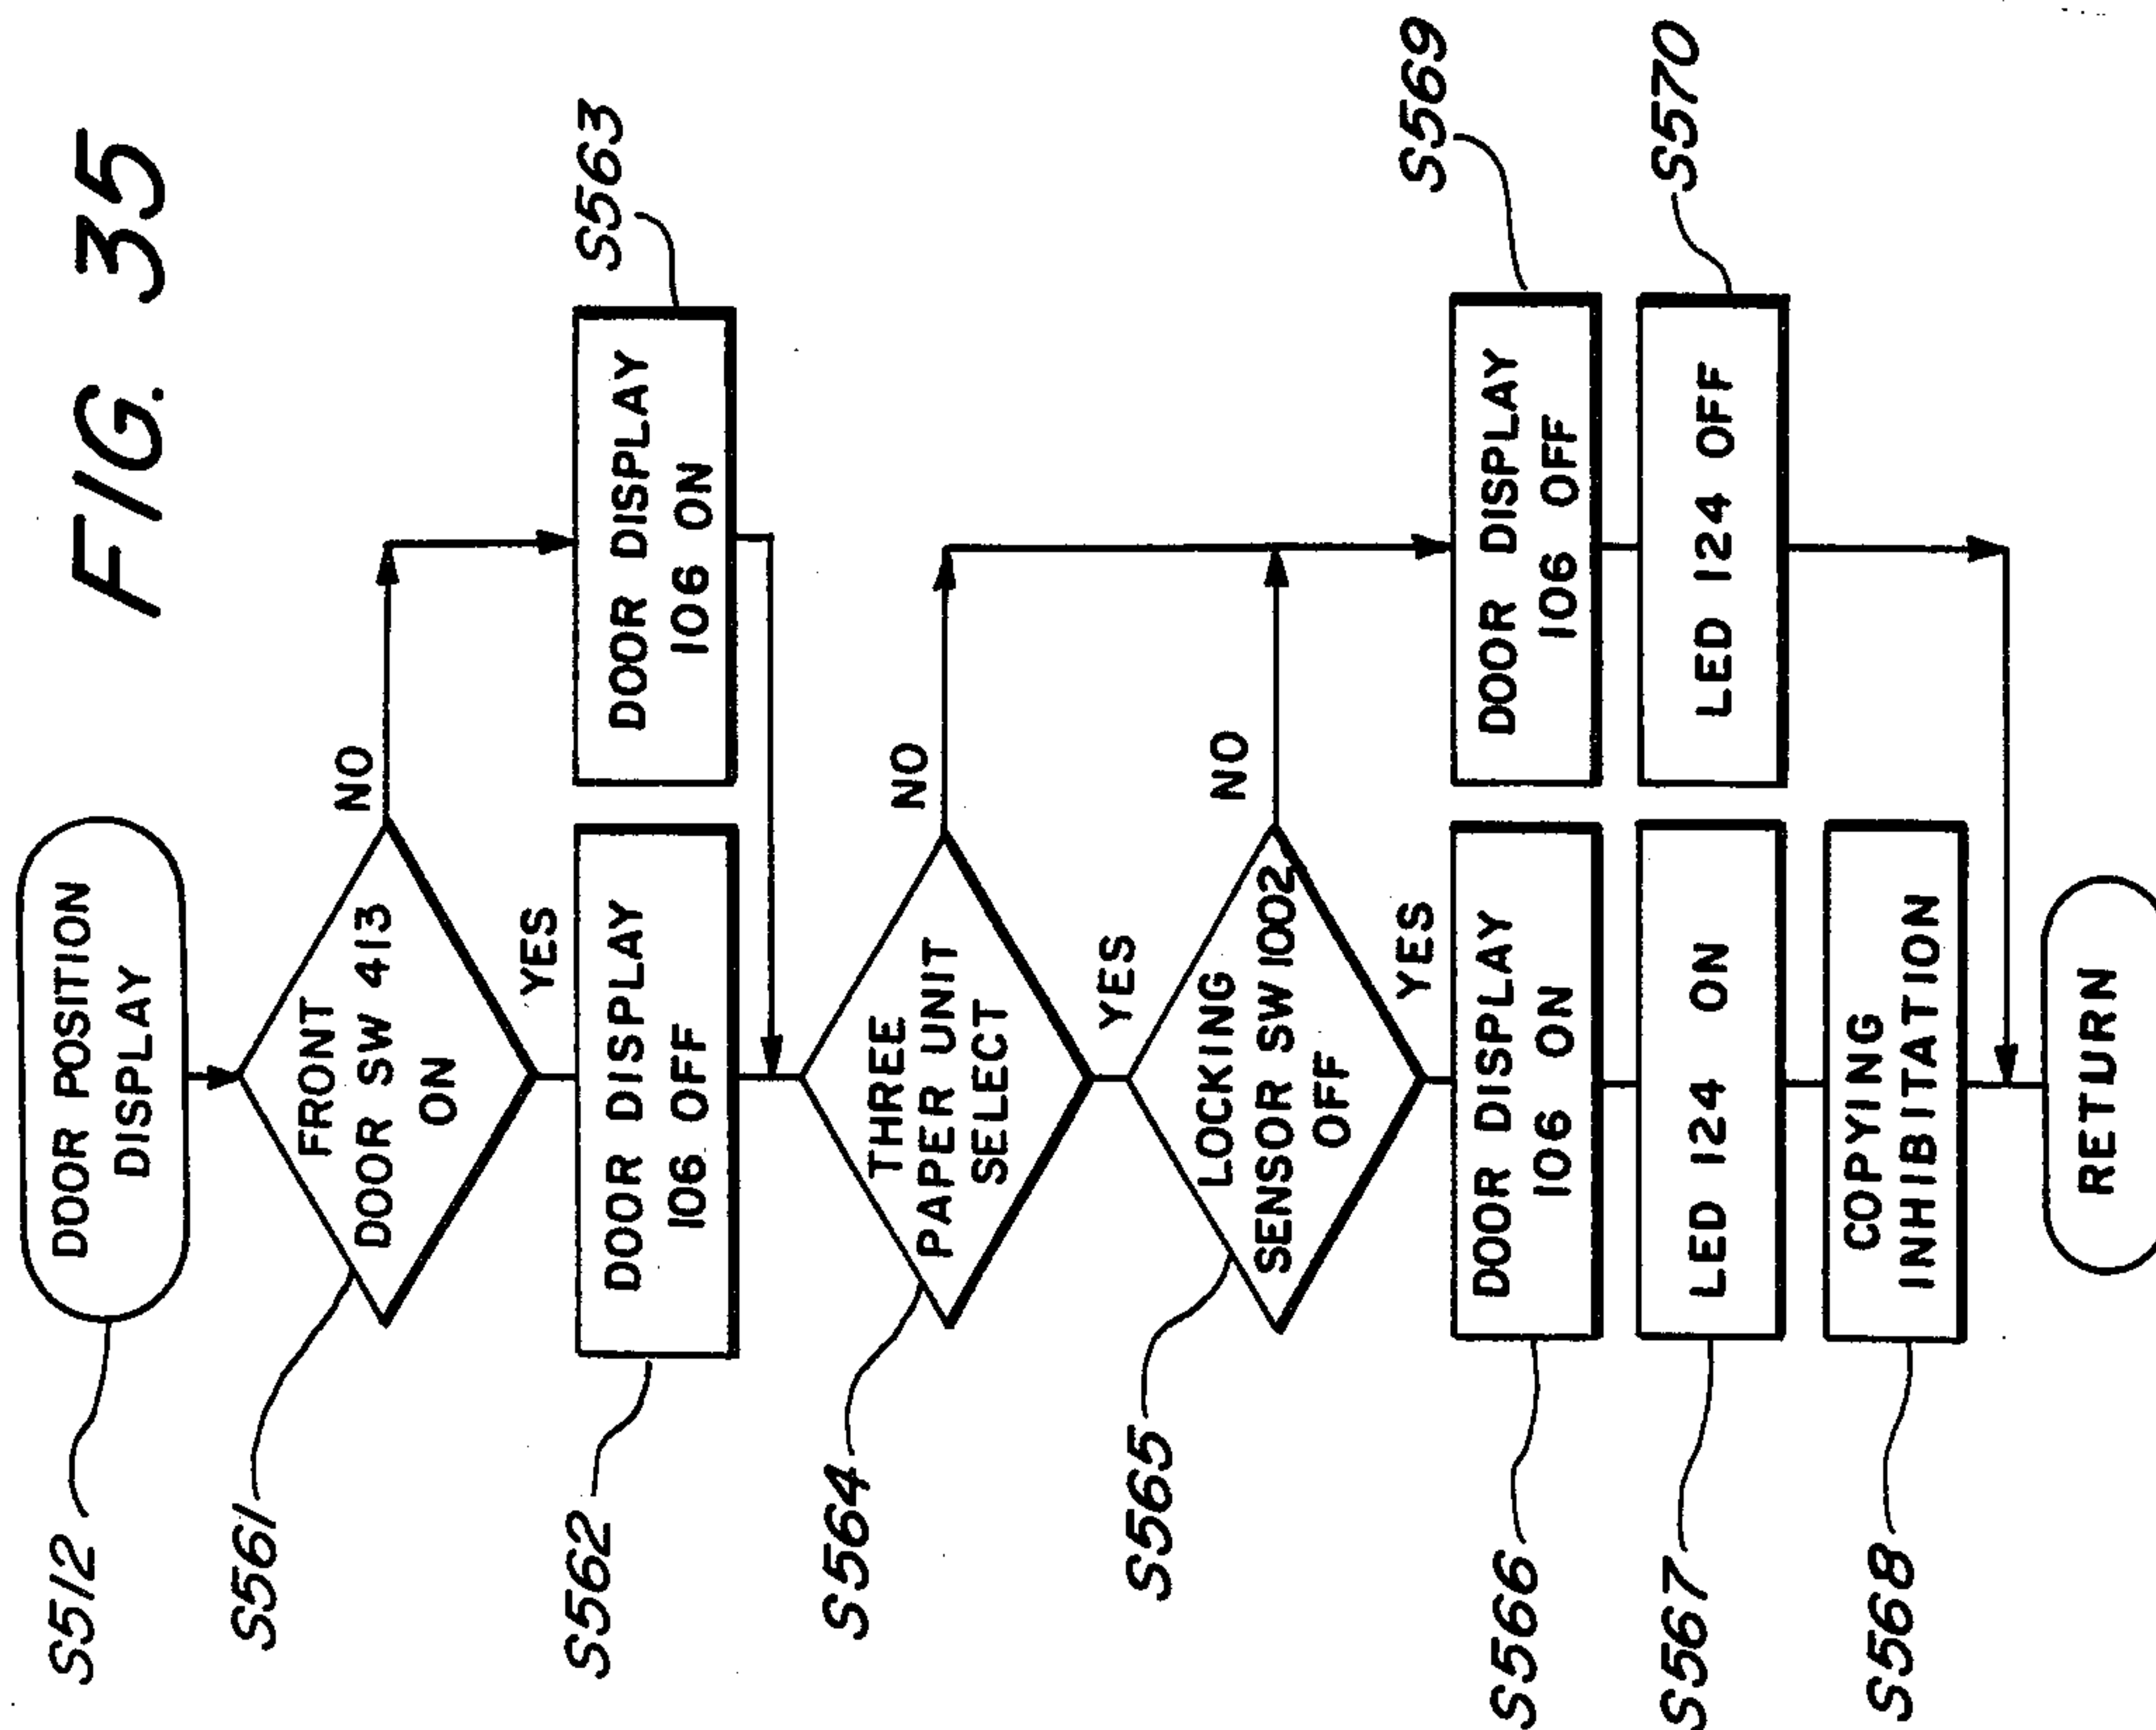 FIG. 35
S512
DOOR POSITION
DISPLAY
S561
FRONT
DOOR SW 413
ON
NO
YES
S562
DOOR DISPLAY
106 OFF
S563
DOOR DISPLAY
106 ON
S564
THREE
PAPER UNIT
SELECT
NO
YES
S565
LOCKING
SENSOR SW1002
OFF
NO
YES
S566
DOOR DISPLAY
106 ON
S569
DOOR DISPLAY
106 OFF
S567
LED 124 ON
S570
LED 124 OFF
S568
COPYING
INHIBITATION
RETURN